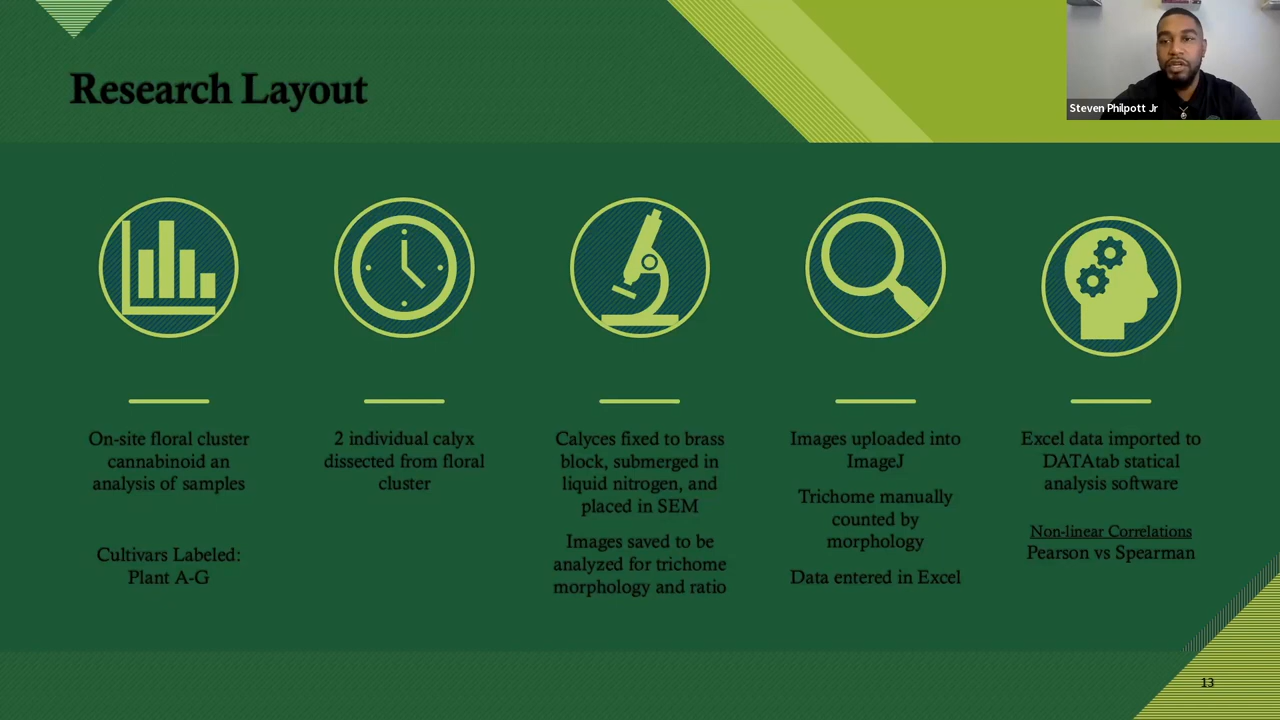 Research Layout
Steven Philpott Jr
On-site floral cluster
cannabinoid an
analysis of samples
Cultivars Labeled:
Plant A-G
2 individual calyx
dissected from floral
cluster
Calyces fixed to brass
block, submerged in
liquid nitrogen, and
placed in SEM
Images saved to be
analyzed for trichome
morphology and ratio
Images uploaded into
ImageJ
Trichome manually
counted by
morphology
Data entered in Excel
Excel data imported to
DATAtab statical
analysis software
Non-linear Correlations
Pearson vs Spearman
13